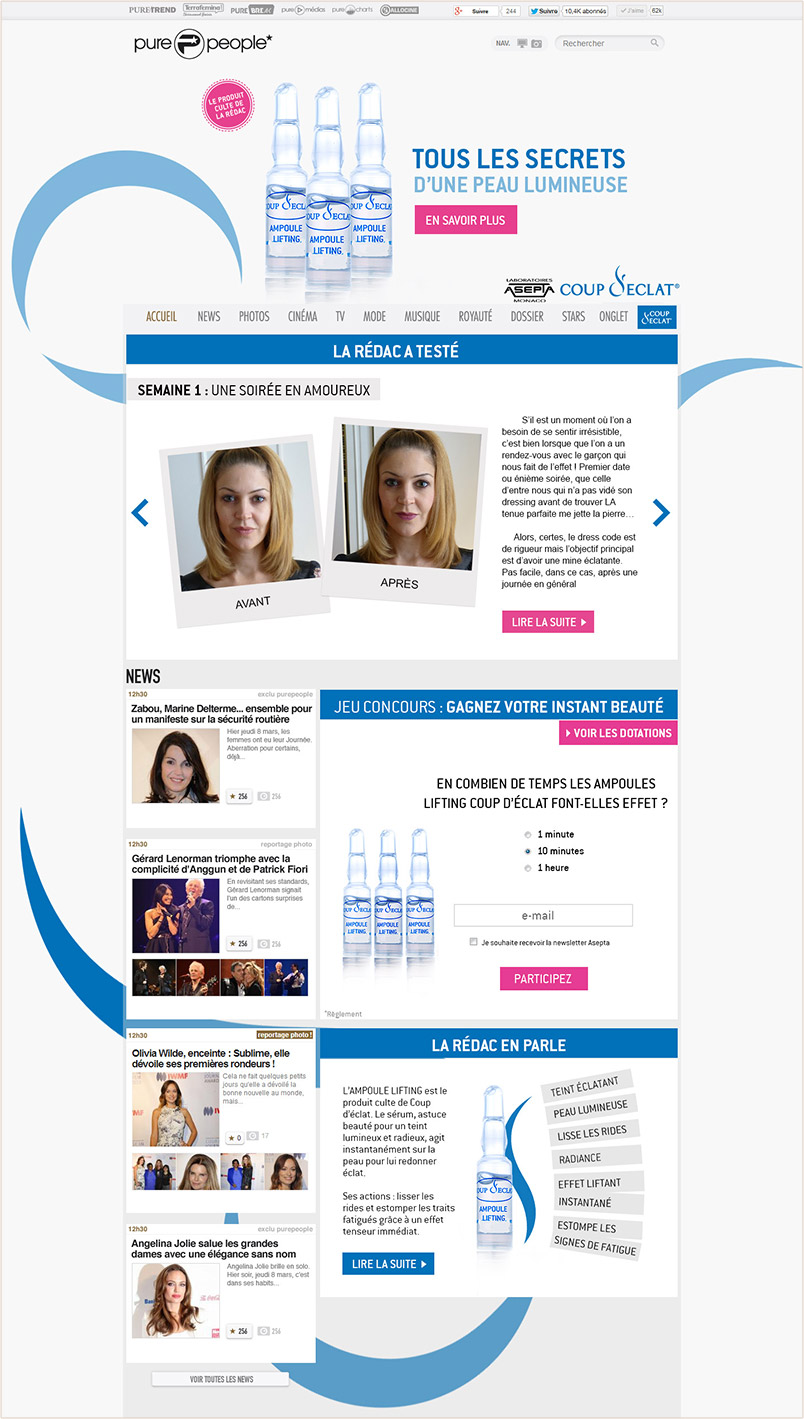 PURETREND
Terrafemina
PURE BREAK
pure médias
pure charts
ALLOCINÉ
Suivre
244
Suivre
10,4K abonnés
J'aime
62k
pure people*
NAV.
Rechercher
LE PRODUIT
CULTE DE
LA RÉDAC
COUP D'ECLAT
AMPOULE
LIFTING.
TOUS LES SECRETS
D'UNE PEAU LUMINEUSE
EN SAVOIR PLUS
LABORATOIRES
ASEPTA
MONACO
COUP D'ECLAT®
ACCUEIL NEWS PHOTOS CINÉMA TV MODE MUSIQUE ROYAUTÉ DOSSIER STARS ONGLET
COUP
D'ECLAT
LA RÉDAC A TESTÉ
SEMAINE 1 : UNE SOIRÉE EN AMOUREUX
AVANT
APRÈS
S'il est un moment où l'on a
besoin de se sentir irrésistible,
c'est bien lorsque que l'on a un
rendez-vous avec le garçon qui
nous fait de l'effet ! Premier date
ou énième soirée, que celle
d'entre nous qui n'a pas vidé son
dressing avant de trouver LA
tenue parfaite me jette la pierre…
Alors, certes, le dress code est
de rigueur mais l'objectif principal
est d'avoir une mine éclatante.
Pas facile, dans ce cas, après une
journée en général
LIRE LA SUITE
NEWS
12h30
exclu purepeople
Zabou, Marine Delterme... ensemble pour
un manifeste sur la sécurité routière
Hier jeudi 8 mars, les
femmes ont eu leur Journée.
Aberration pour certains,
déjà...
256
256
12h30
reportage photo
Gérard Lenorman triomphe avec la
complicité d'Anggun et de Patrick Fiori
En revisitant ses standards,
Gérard Lenorman signait
l'un des cartons surprises
de...
256
256
12h30
reportage photo !
Olivia Wilde, enceinte : Sublime, elle
dévoile ses premières rondeurs !
Cela ne fait quelques petits
jours qu'elle a dévoilé la
bonne nouvelle au monde,
mais...
0
17
12h30
exclu purepeople
Angelina Jolie salue les grandes
dames avec une élégance sans nom
Angelina Jolie brille en solo.
Hier soir, jeudi 8 mars, c'est
dans ses habits...
256
256
VOIR TOUTES LES NEWS
JEU CONCOURS : GAGNEZ VOTRE INSTANT BEAUTÉ
VOIR LES DOTATIONS
EN COMBIEN DE TEMPS LES AMPOULES
LIFTING COUP D'ÉCLAT FONT-ELLES EFFET ?
1 minute
10 minutes
1 heure
AMPOULE
LIFTING.
e-mail
Je souhaite recevoir la newsletter Asepta
PARTICIPEZ
*Règlement
LA RÉDAC EN PARLE
L'AMPOULE LIFTING est le
produit culte de Coup
d'éclat. Le sérum, astuce
beauté pour un teint
lumineux et radieux, agit
instantanément sur la
peau pour lui redonner
éclat.
Ses actions : lisser les
rides et estomper les traits
fatigués grâce à un effet
tenseur immédiat.
LIRE LA SUITE
AMPOULE
LIFTING.
TEINT ÉCLATANT
PEAU LUMINEUSE
LISSE LES RIDES
RADIANCE
EFFET LIFTANT
INSTANTANÉ
ESTOMPE LES
SIGNES DE FATIGUE